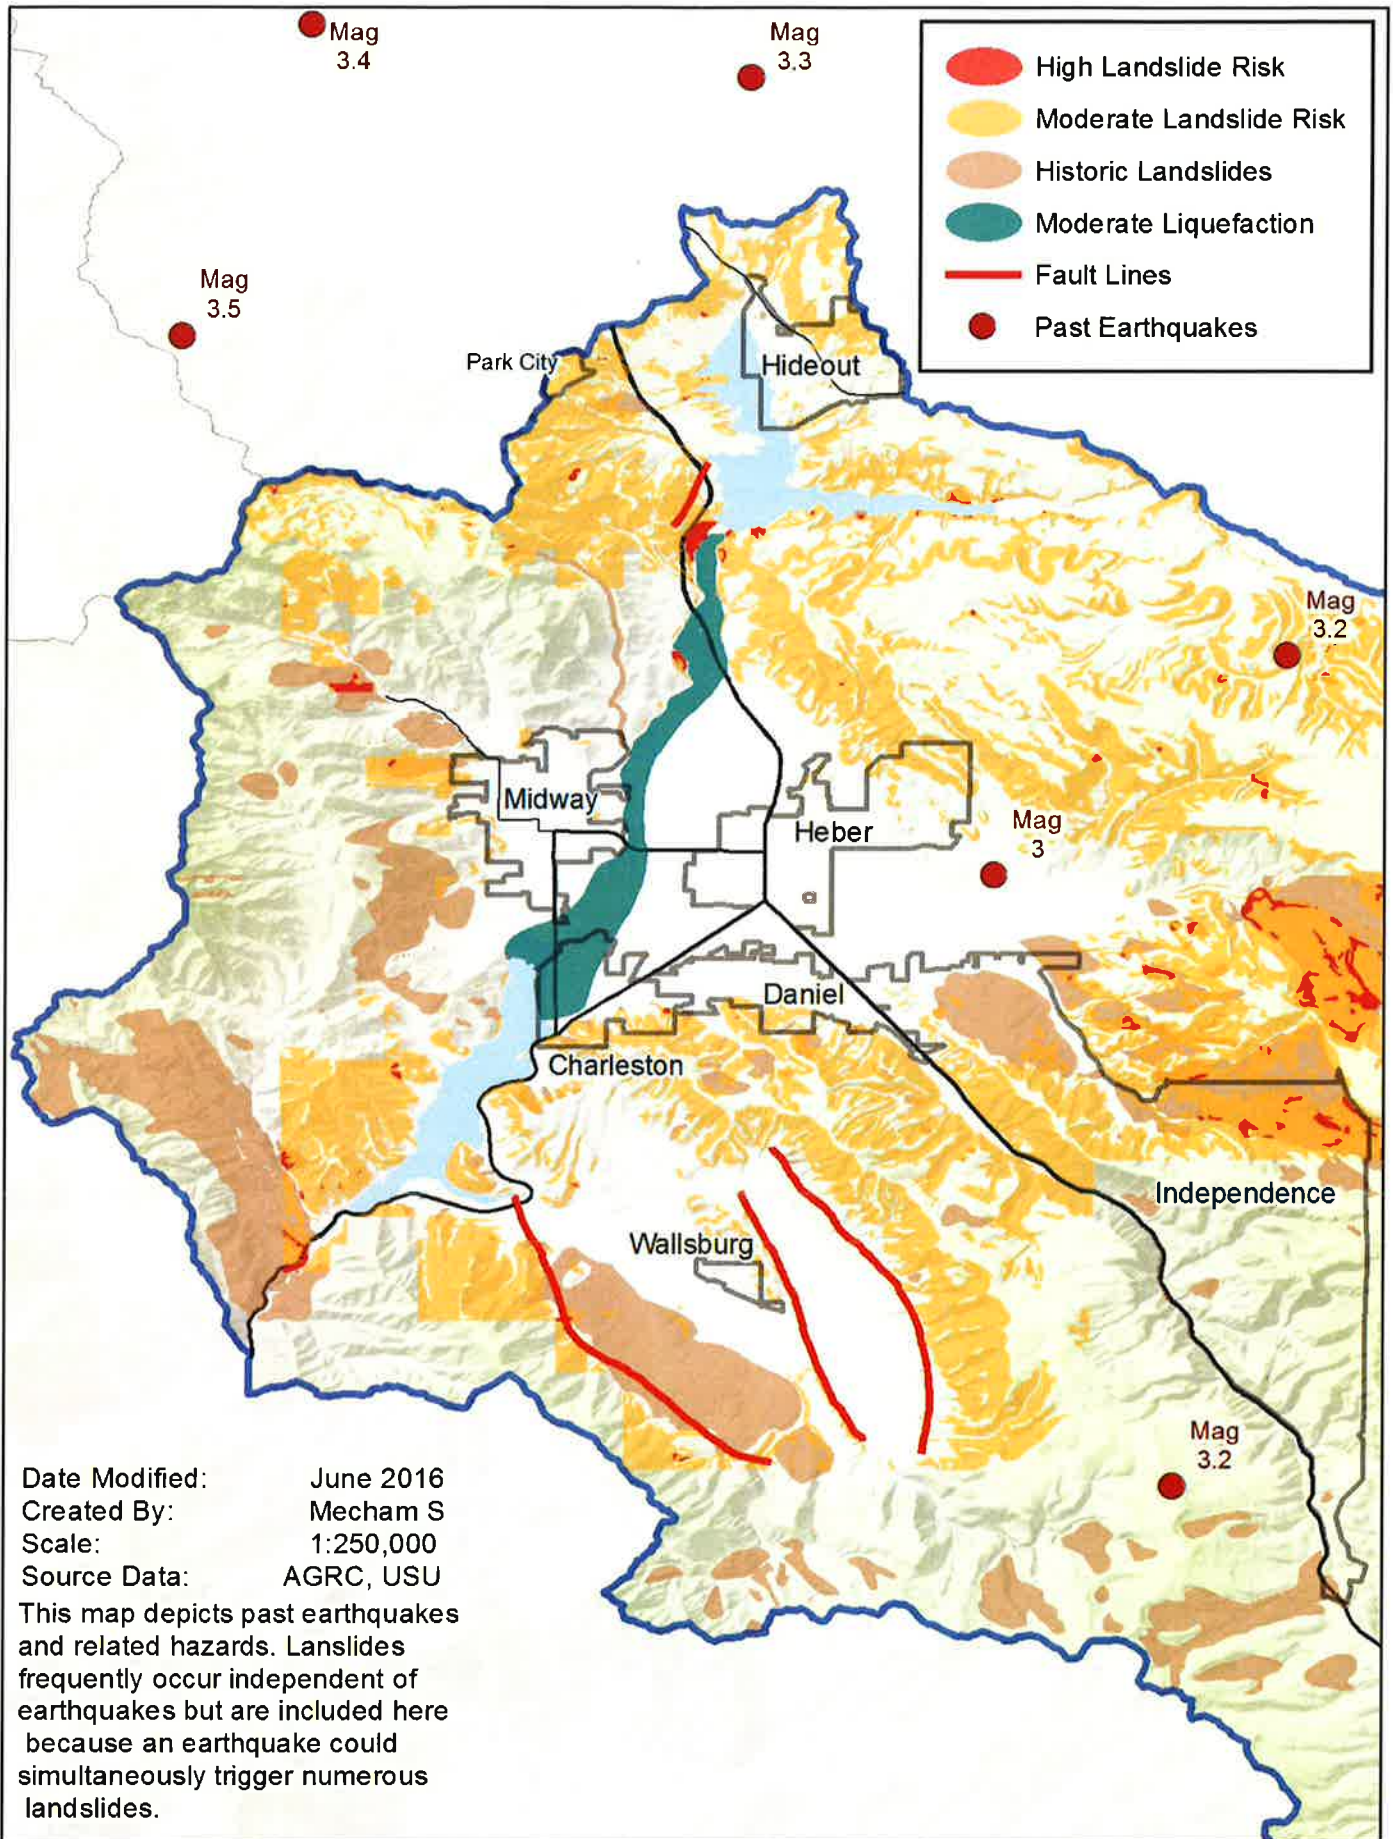 Mag
3.4
Mag
3.3
High Landslide Risk
Moderate Landslide Risk
Historic Landslides
Moderate Liquefaction
Fault Lines
Past Earthquakes
Mag
3.5
Park City
Hideout
Mag
3.2
Midway
Heber
Mag
3
Daniel
Charleston
Independence
Wallsburg
Mag
3.2
Date Modified: June 2016
Created By: Mecham S
Scale: 1:250,000
Source Data: AGRC, USU
This map depicts past earthquakes
and related hazards. Lanslides
frequently occur independent of
earthquakes but are included here
because an earthquake could
simultaneously trigger numerous
landslides.